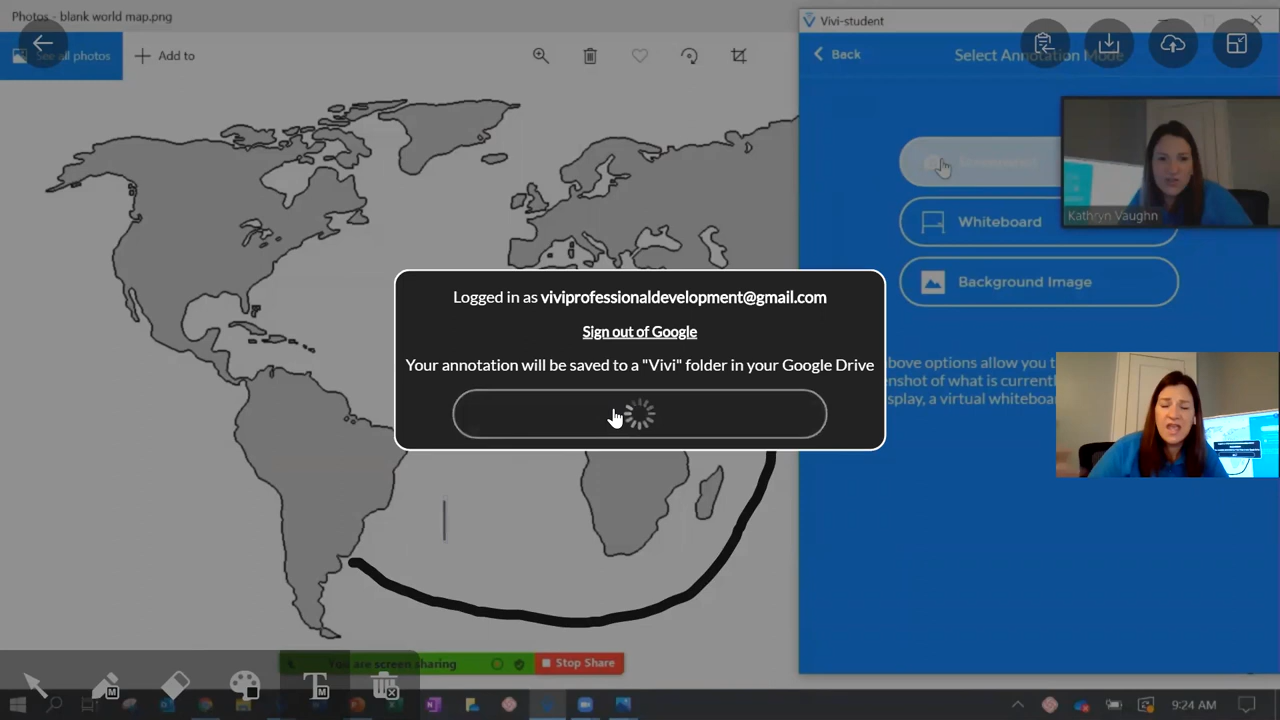 Photos - blank world map.png
Vivi-student
See all photos
Add to
Back
Select Annotation Mode
Kathryn Vaughn
Whiteboard
Background Image
Logged in as viviprofessionaldevelopment@gmail.com
Sign out of Google
Your annotation will be saved to a "Vivi" folder in your Google Drive
bove options allow you t
nshot of what is current
splay, a virtual whiteboar
You are screen sharing
Stop Share
M
T
M
9:24 AM